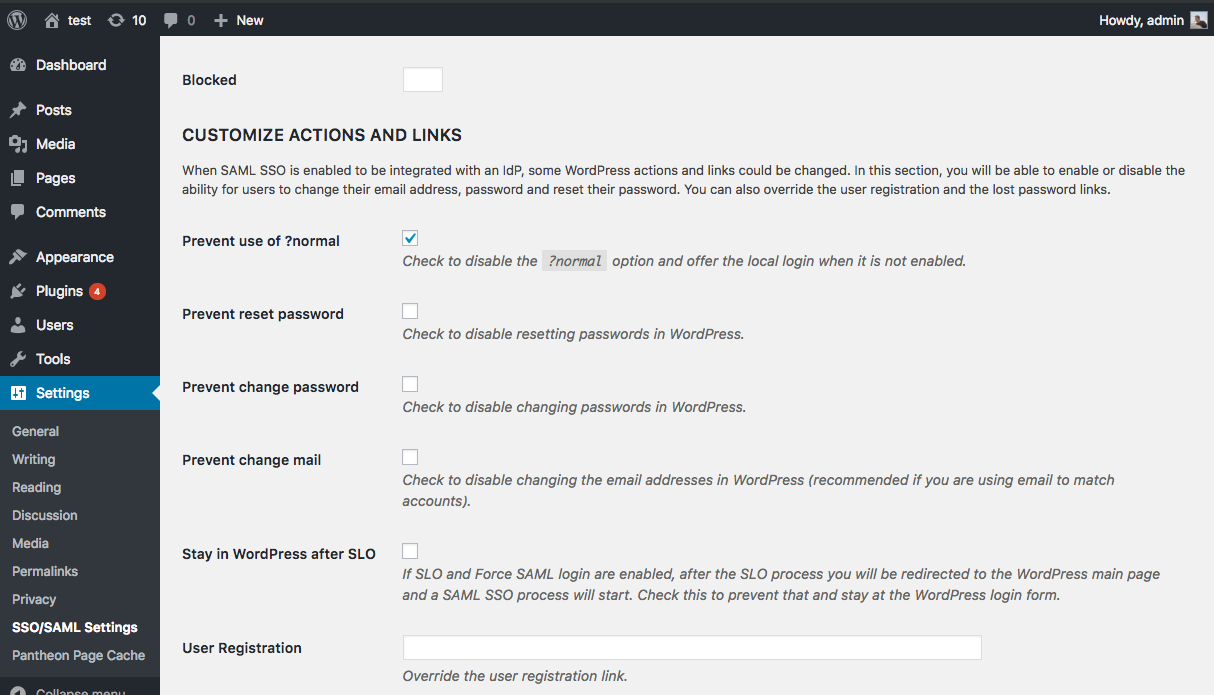 test 10 0 New Howdy, admin
Dashboard
Posts
Media
Pages
Comments
Appearance
Plugins 4
Users
Tools
Settings
General
Writing
Reading
Discussion
Media
Permalinks
Privacy
SSO/SAML Settings
Pantheon Page Cache
Collapse menu
Blocked
CUSTOMIZE ACTIONS AND LINKS
When SAML SSO is enabled to be integrated with an IdP, some WordPress actions and links could be changed. In this section, you will be able to enable or disable the
ability for users to change their email address, password and reset their password. You can also override the user registration and the lost password links.
Prevent use of ?normal
Check to disable the ?normal option and offer the local login when it is not enabled.
Prevent reset password
Check to disable resetting passwords in WordPress.
Prevent change password
Check to disable changing passwords in WordPress.
Prevent change mail
Check to disable changing the email addresses in WordPress (recommended if you are using email to match
accounts).
Stay in WordPress after SLO
If SLO and Force SAML login are enabled, after the SLO process you will be redirected to the WordPress main page
and a SAML SSO process will start. Check this to prevent that and stay at the WordPress login form.
User Registration
Override the user registration link.